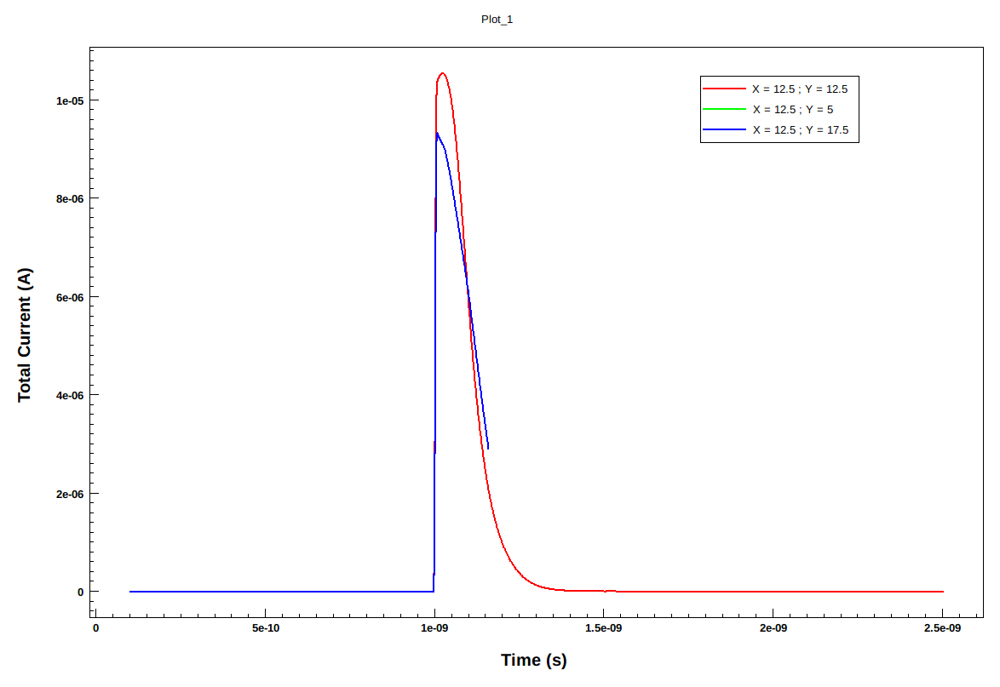 Plot_1
X = 12.5 ; Y = 12.5
X = 12.5 ; Y = 5
X = 12.5 ; Y = 17.5
1e-05
8e-06
6e-06
4e-06
2e-06
0
Total Current (A)
0
5e-10
1e-09
1.5e-09
2e-09
2.5e-09
Time (s)